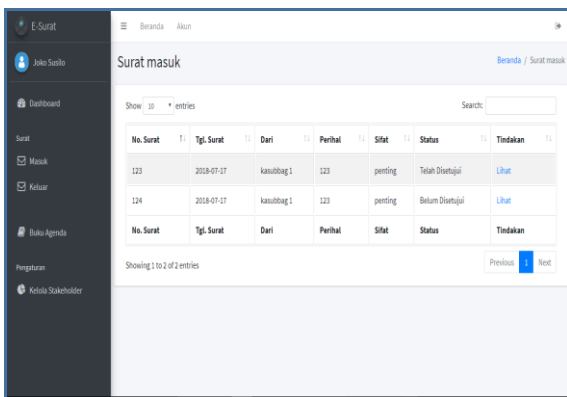 E-Surat
Beranda Akun
Joko Susilo
Surat masuk
Beranda / Surat masuk
Dashboard
Surat
Masuk
Keluar
Buku Agenda
Pengaturan
Kelola Stakeholder
Show 10 entries
Search:
No. Surat Tgl. Surat Dari Perihal Sifat Status Tindakan
123 2018-07-17 kasubbag 1 123 penting Telah Disetujui Lihat
124 2018-07-17 kasubbag 1 123 penting Belum Disetujui Lihat
No. Surat Tgl. Surat Dari Perihal Sifat Status Tindakan
Showing 1 to 2 of 2 entries
Previous 1 Next